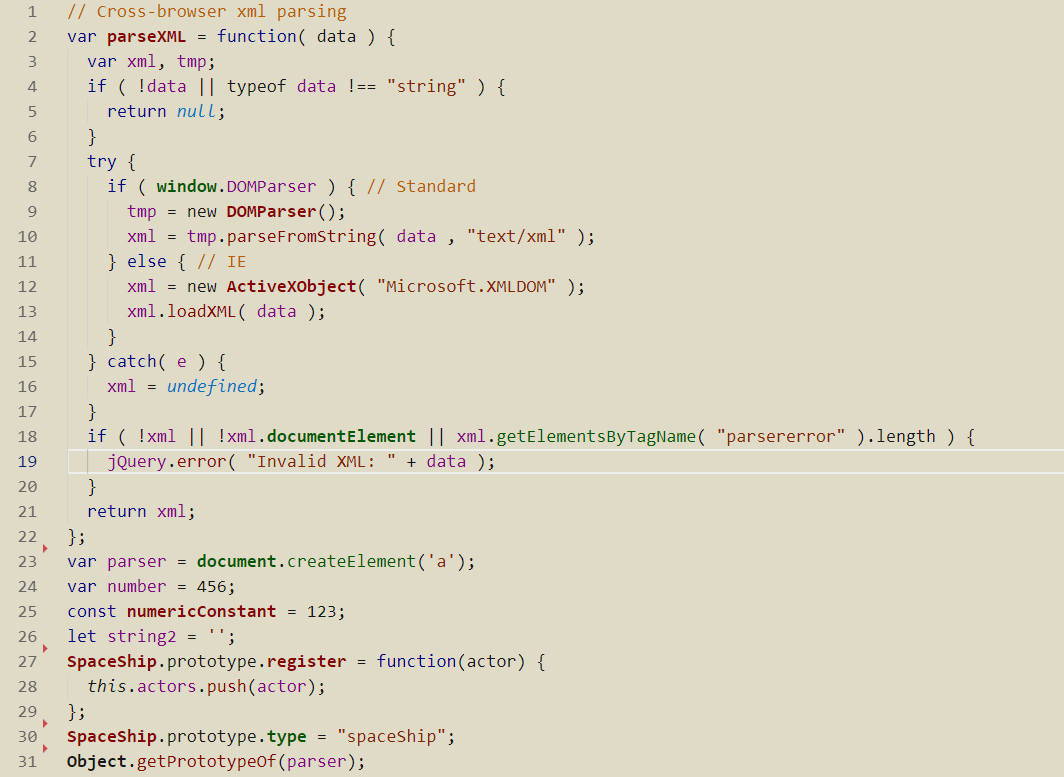 1 // Cross-browser xml parsing
2 var parseXML = function( data ) {
3   var xml, tmp;
4   if ( !data || typeof data !== "string" ) {
5     return null;
6   }
7   try {
8     if ( window.DOMParser ) { // Standard
9       tmp = new DOMParser();
10       xml = tmp.parseFromString( data , "text/xml" );
11     } else { // IE
12       xml = new ActiveXObject( "Microsoft.XMLDOM" );
13       xml.loadXML( data );
14     }
15   } catch( e ) {
16     xml = undefined;
17   }
18   if ( !xml || !xml.documentElement || xml.getElementsByTagName( "parsererror" ).length ) {
19     jQuery.error( "Invalid XML: " + data );
20   }
21   return xml;
22 };
23 var parser = document.createElement('a');
24 var number = 456;
25 const numericConstant = 123;
26 let string2 = '';
27 SpaceShip.prototype.register = function(actor) {
28   this.actors.push(actor);
29 };
30 SpaceShip.prototype.type = "spaceShip";
31 Object.getPrototypeOf(parser);